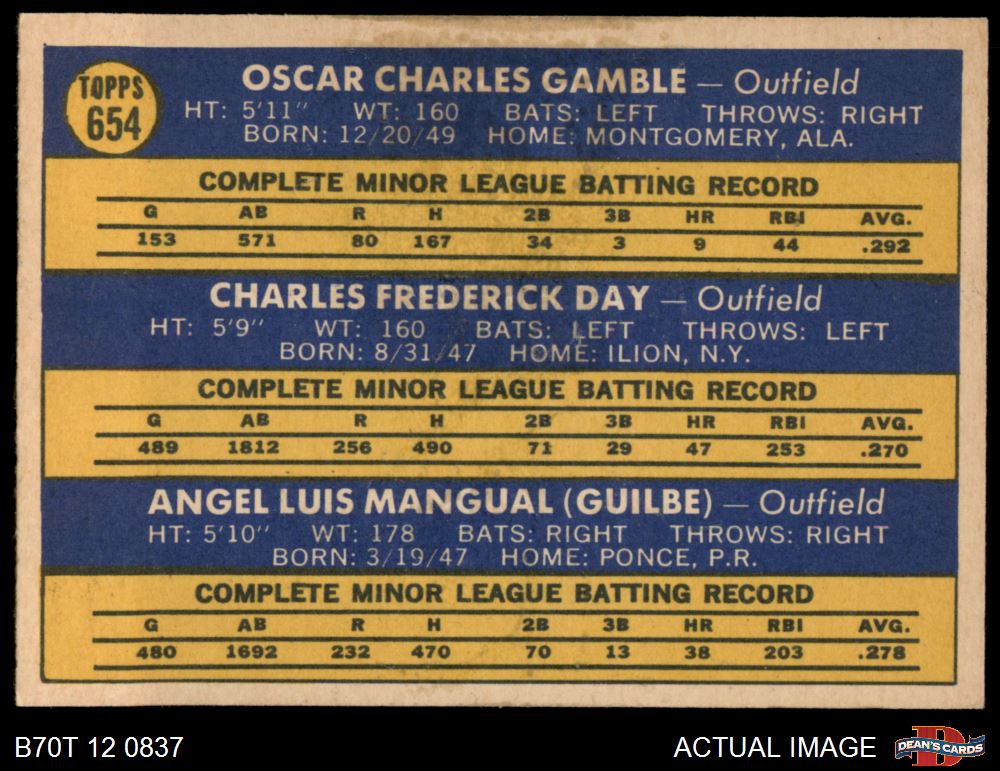 TOPPS
654
OSCAR CHARLES GAMBLE — Outfield
HT: 5'11" WT: 160 BATS: LEFT THROWS: RIGHT
BORN: 12/20/49 HOME: MONTGOMERY, ALA.
COMPLETE MINOR LEAGUE BATTING RECORD
G AB R H 2B 3B HR RBI AVG.
153 571 80 167 34 3 9 44 .292
CHARLES FREDERICK DAY — Outfield
HT: 5'9" WT: 160 BATS: LEFT THROWS: LEFT
BORN: 8/31/47 HOME: ILION, N.Y.
COMPLETE MINOR LEAGUE BATTING RECORD
G AB R H 2B 3B HR RBI AVG.
489 1812 256 490 71 29 47 253 .270
ANGEL LUIS MANGUAL (GUILBE) — Outfield
HT: 5'10" WT: 178 BATS: RIGHT THROWS: RIGHT
BORN: 3/19/47 HOME: PONCE, P.R.
COMPLETE MINOR LEAGUE BATTING RECORD
G AB R H 2B 3B HR RBI AVG.
480 1692 232 470 70 13 38 203 .278
B70T 12 0837
ACTUAL IMAGE
D
DEAN'S CARDS